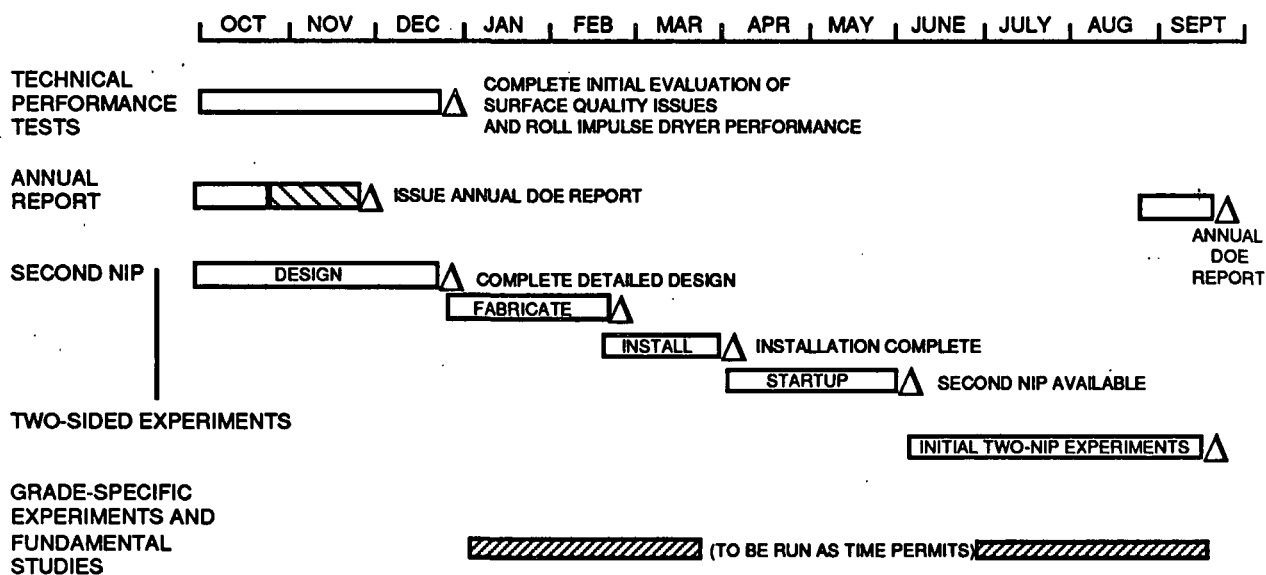 OCT NOV DEC JAN FEB MAR APR MAY JUNE JULY AUG SEPT
TECHNICAL
PERFORMANCE
TESTS
COMPLETE INITIAL EVALUATION OF
SURFACE QUALITY ISSUES
AND ROLL IMPULSE DRYER PERFORMANCE
ANNUAL
REPORT
ISSUE ANNUAL DOE REPORT
ANNUAL
DOE
REPORT
SECOND NIP
DESIGN
COMPLETE DETAILED DESIGN
FABRICATE
INSTALL
INSTALLATION COMPLETE
STARTUP
SECOND NIP AVAILABLE
TWO-SIDED EXPERIMENTS
INITIAL TWO-NIP EXPERIMENTS
GRADE-SPECIFIC
EXPERIMENTS AND
FUNDAMENTAL
STUDIES
(TO BE RUN AS TIME PERMITS)